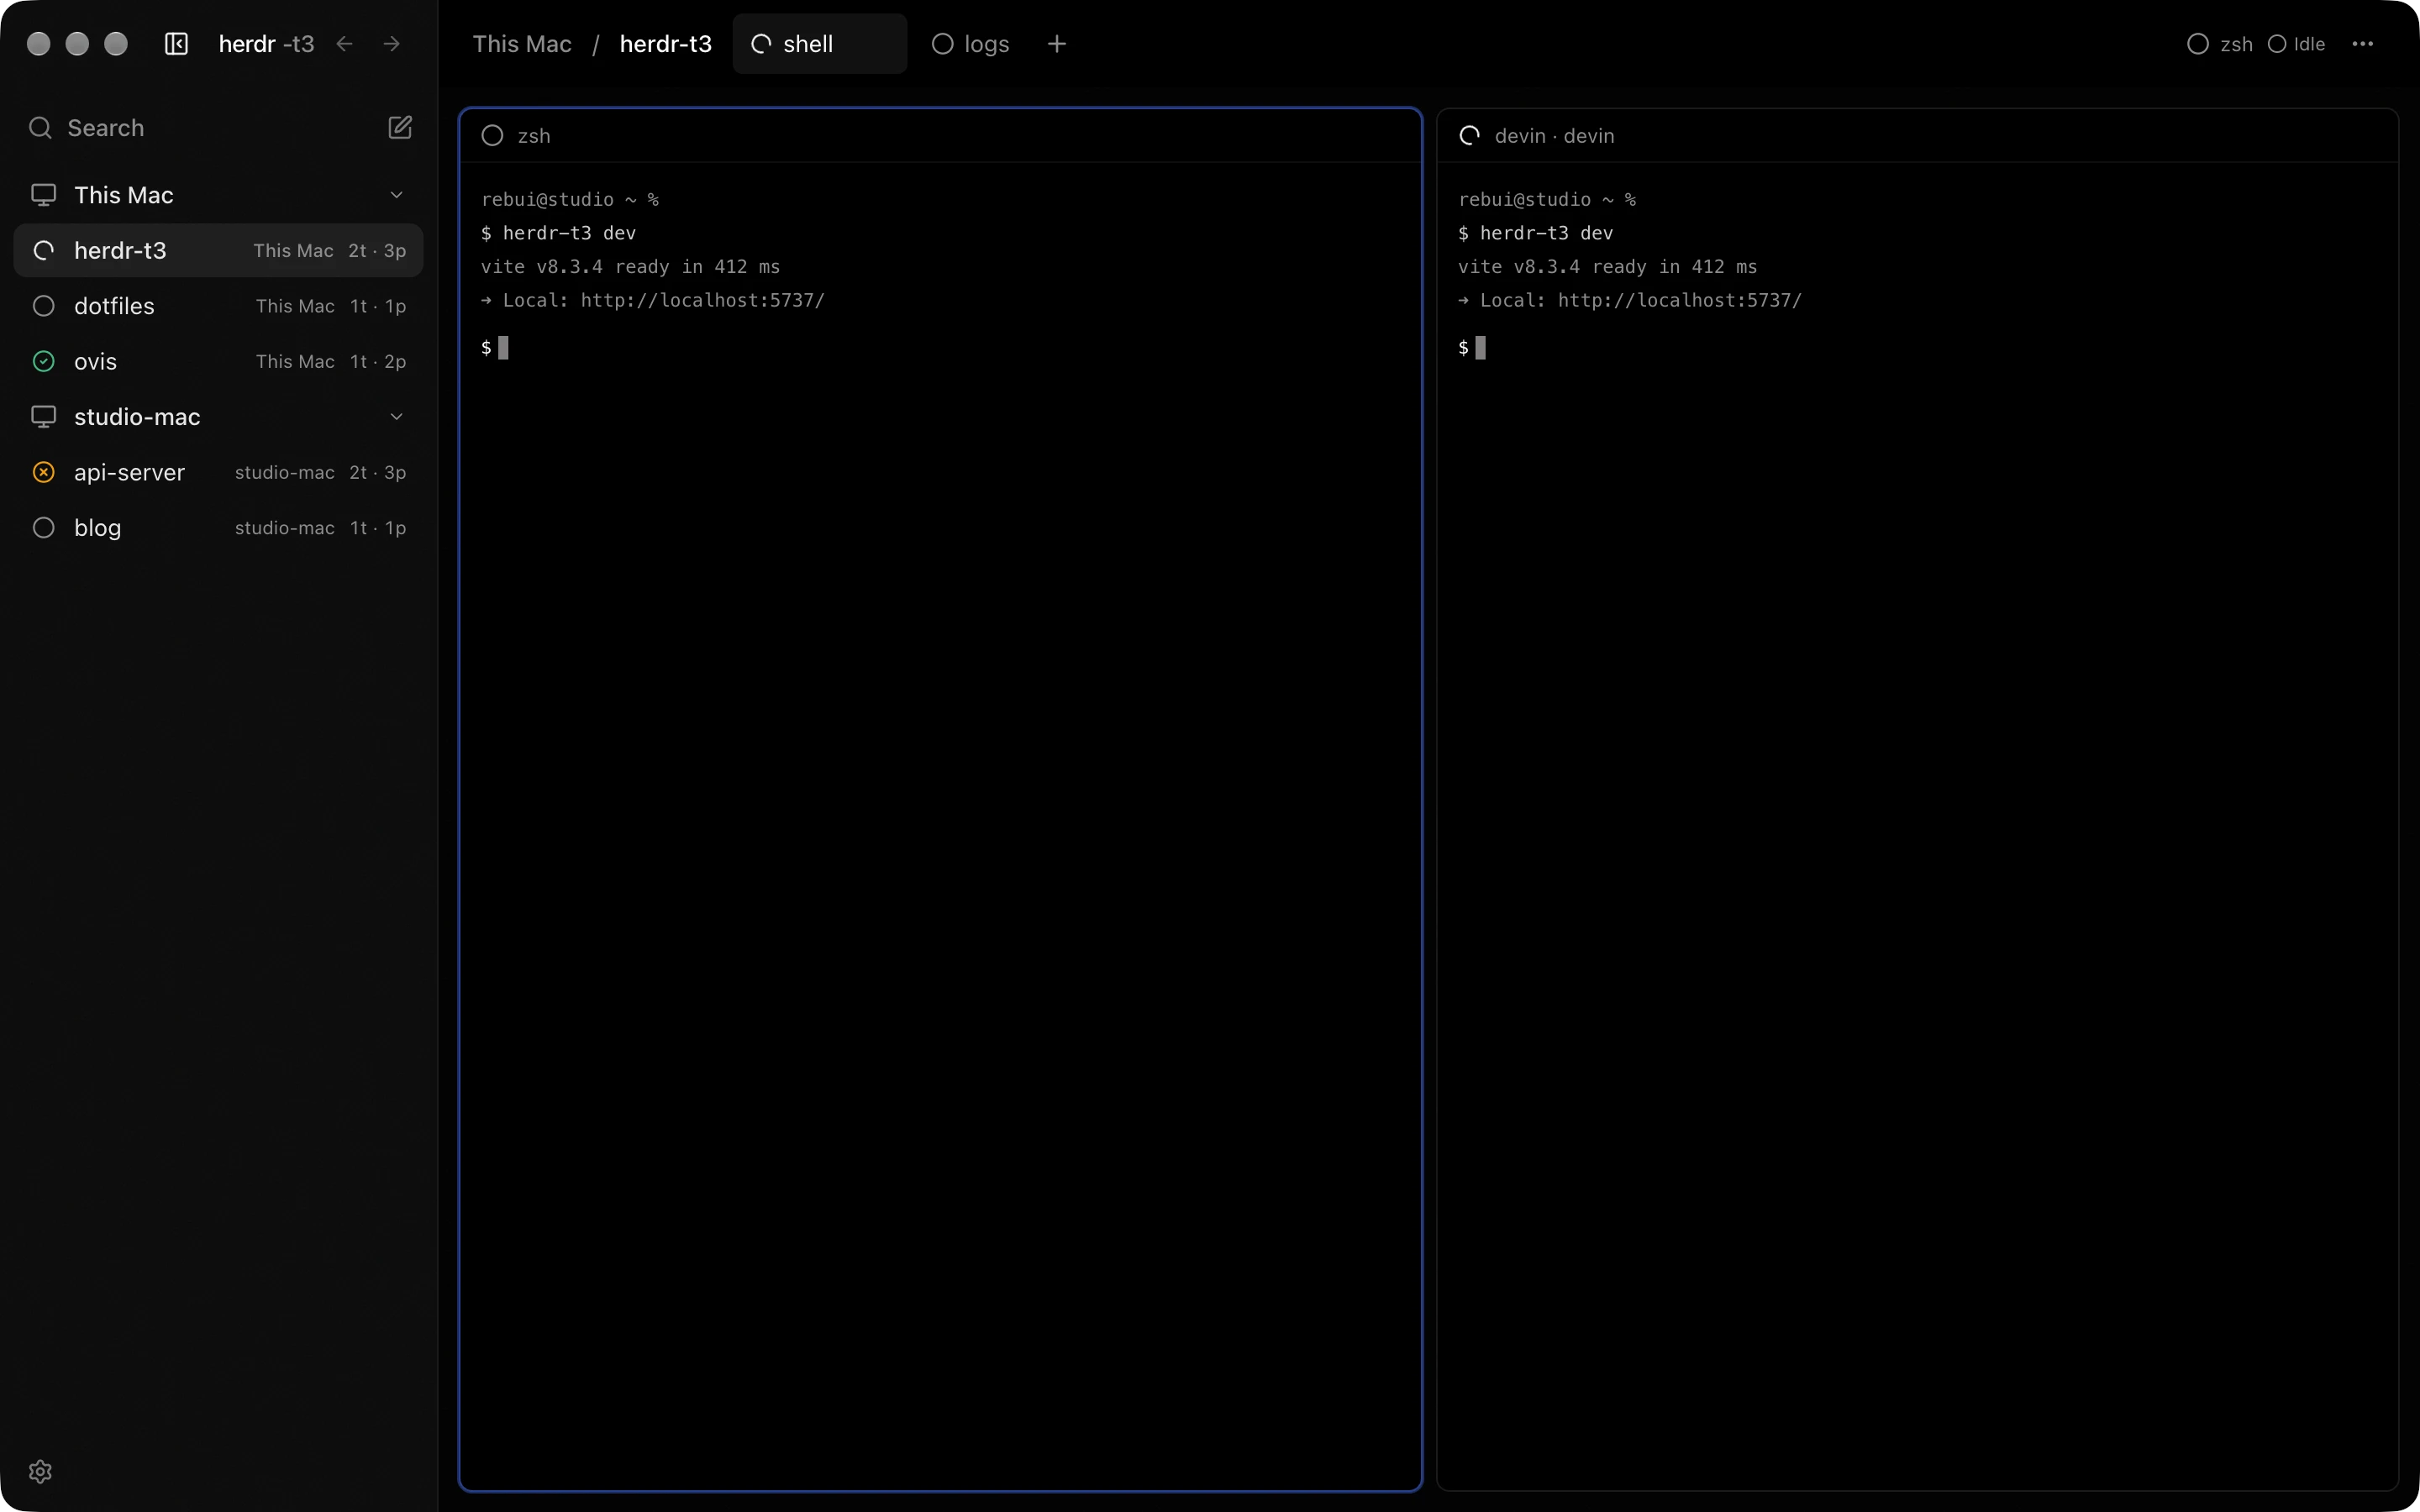 herdr -t3
Search
This Mac
herdr-t3 This Mac 2t · 3p
dotfiles This Mac 1t · 1p
ovis This Mac 1t · 2p
studio-mac
api-server studio-mac 2t · 3p
blog studio-mac 1t · 1p
This Mac / herdr-t3 shell logs +
zsh Idle ···
zsh
rebui@studio ~ %
$ herdr-t3 dev
vite v8.3.4 ready in 412 ms
→ Local: http://localhost:5737/
$
devin · devin
rebui@studio ~ %
$ herdr-t3 dev
vite v8.3.4 ready in 412 ms
→ Local: http://localhost:5737/
$